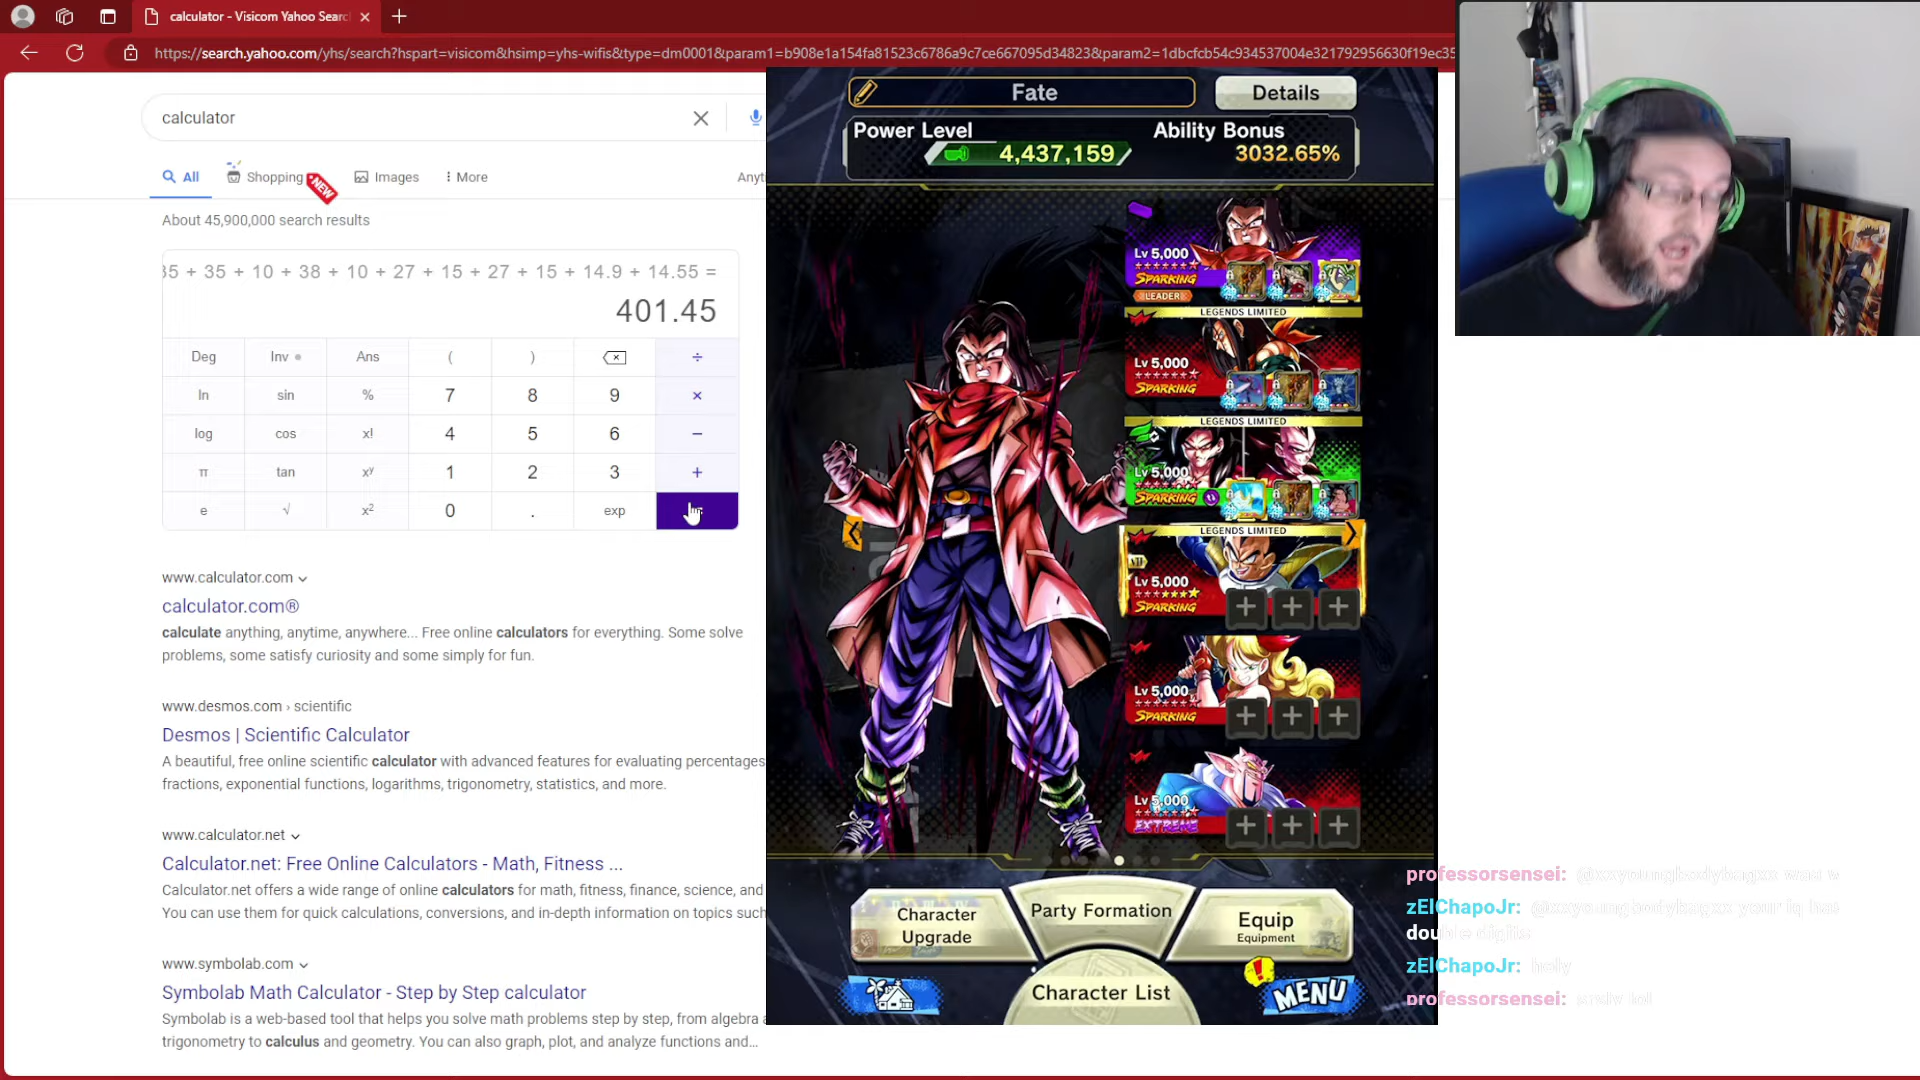 calculator - Visicom Yahoo Searc
https://search.yahoo.com/yhs/search?hspart=visicom&hsimp=yhs-wifis&type=dm0001&param1=b908e1a154fa81523c6786a9c7ce667095d34823&param2=1dbcfcb54c934537004e321792956630f19ec35
calculator
All
Shopping
NEW
Images
More
Anyt
About 45,900,000 search results
35 + 35 + 10 + 38 + 10 + 27 + 15 + 27 + 15 + 14.9 + 14.55 =
401.45
Deg Inv Ans ( ) ÷
ln sin % 7 8 9 ×
log cos x! 4 5 6 −
π tan xʸ 1 2 3 +
e √ x² 0 . exp
www.calculator.com
calculator.com®
calculate anything, anytime, anywhere... Free online calculators for everything. Some solve
problems, some satisfy curiosity and some simply for fun.
www.desmos.com › scientific
Desmos | Scientific Calculator
A beautiful, free online scientific calculator with advanced features for evaluating percentages
fractions, exponential functions, logarithms, trigonometry, statistics, and more.
www.calculator.net
Calculator.net: Free Online Calculators - Math, Fitness ...
Calculator.net offers a wide range of online calculators for math, fitness, finance, science, and
You can use them for quick calculations, conversions, and in-depth information on topics such
www.symbolab.com
Symbolab Math Calculator - Step by Step calculator
Symbolab is a web-based tool that helps you solve math problems step by step, from algebra
trigonometry to calculus and geometry. You can also graph, plot, and analyze functions and...
Fate
Details
Power Level
4,437,159
Ability Bonus
3032.65%
Lv 5,000
SPARKING
LEADER
LEGENDS LIMITED
Lv 5,000
SPARKING
LEGENDS LIMITED
Lv 5,000
SPARKING
LEGENDS LIMITED
VII
Lv 5,000
SPARKING
Lv 5,000
SPARKING
Lv 5,000
EXTREME
Character
Upgrade
Party Formation
Equip
Equipment
Character List
MENU
professorsensei: @xxyoungbodybagxx
zElChapoJr: @xxyoungbodybagxx your iq has
double digits
zElChapoJr: holy
professorsensei: lol